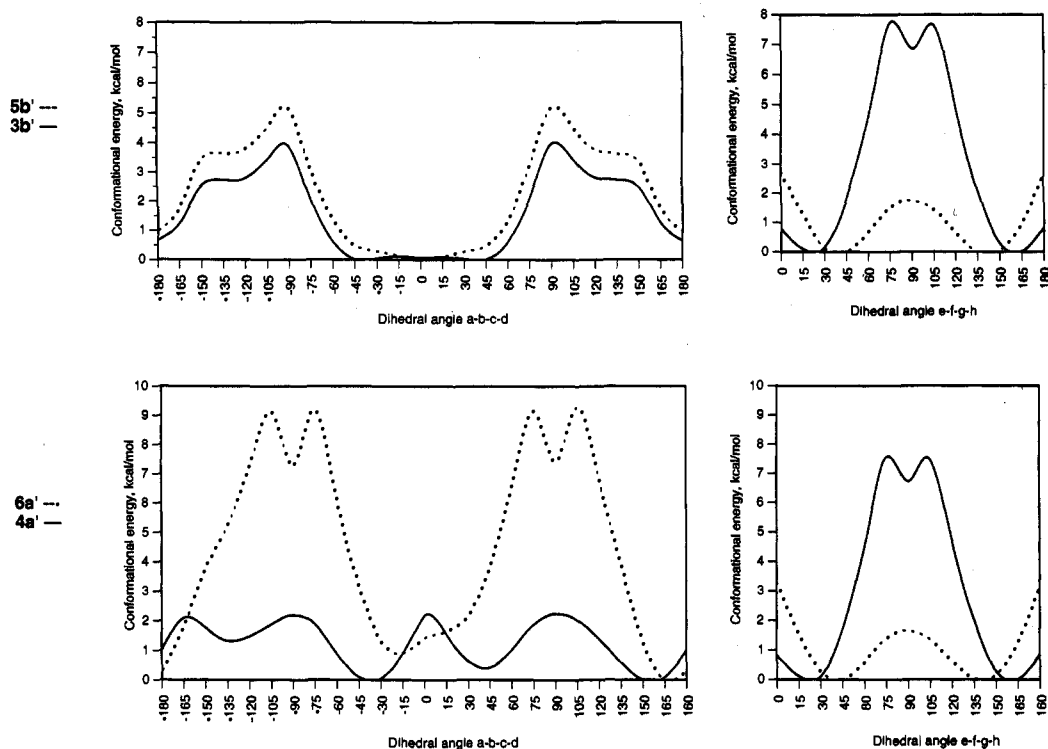 5b' ---
3b' —
Conformational energy, kcal/mol
8
7
6
5
4
3
2
1
0
-180 -165 -150 -135 -120 -105 -90 -75 -60 -45 -30 -15 0 15 30 45 60 75 90 105 120 135 150 165 180
Dihedral angle a-b-c-d
Conformational energy, kcal/mol
8
7
6
5
4
3
2
1
0
0 15 30 45 60 75 90 105 120 135 150 165 180
Dihedral angle e-f-g-h
6a' ---
4a' —
Conformational energy, kcal/mol
10
9
8
7
6
5
4
3
2
1
0
-180 -165 -150 -135 -120 -105 -90 -75 -60 -45 -30 -15 0 15 30 45 60 75 90 105 120 135 150 165 180
Dihedral angle a-b-c-d
Conformational energy, kcal/mol
10
9
8
7
6
5
4
3
2
1
0
0 15 30 45 60 75 90 105 120 135 150 165 180
Dihedral angle e-f-g-h